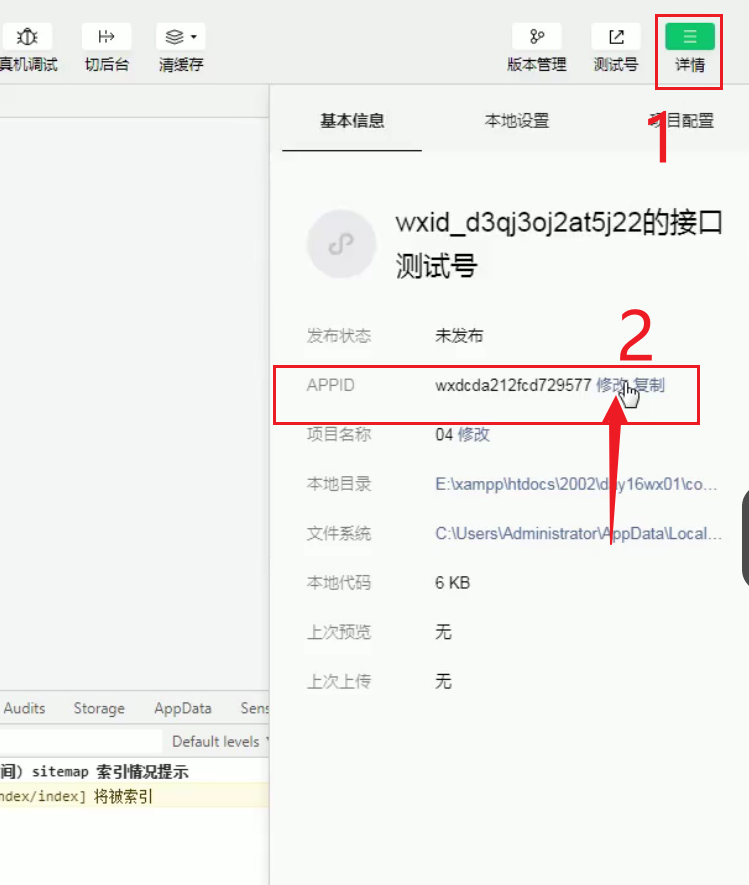 真机调试 切后台 清缓存 版本管理 测试号 详情
基本信息 本地设置 项目配置
1
wxid_d3qj3oj2at5j22的接口
测试号
发布状态 未发布
2
APPID wxdcda212fcd729577 修改 复制
项目名称 04 修改
本地目录 E:\xampp\htdocs\2002\day16wx01\co...
文件系统 C:\Users\Administrator\AppData\Local...
本地代码 6 KB
上次预览 无
上次上传 无
Audits Storage AppData Sens
Default levels
间) sitemap 索引情况提示
ndex/index] 将被索引